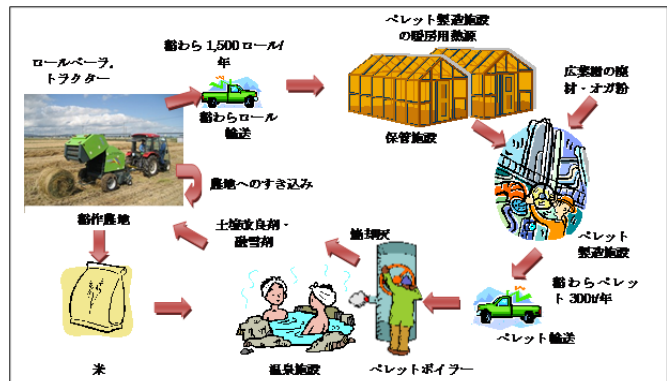 ペレット製造施設
の暖房用熱源
稲わら 1,500 ロール/
年
ロールベーラ、
トラクター
広葉樹の廃
材・オガ粉
稲わらロール
輸送
保管施設
農地へのすき込み
稲作農地
土壌改良剤・
融雪剤
焼却灰
ペレット
製造施設
稲わらペレッ
ト 300t/年
ペレット輸送
米
温泉施設
ペレットボイラー